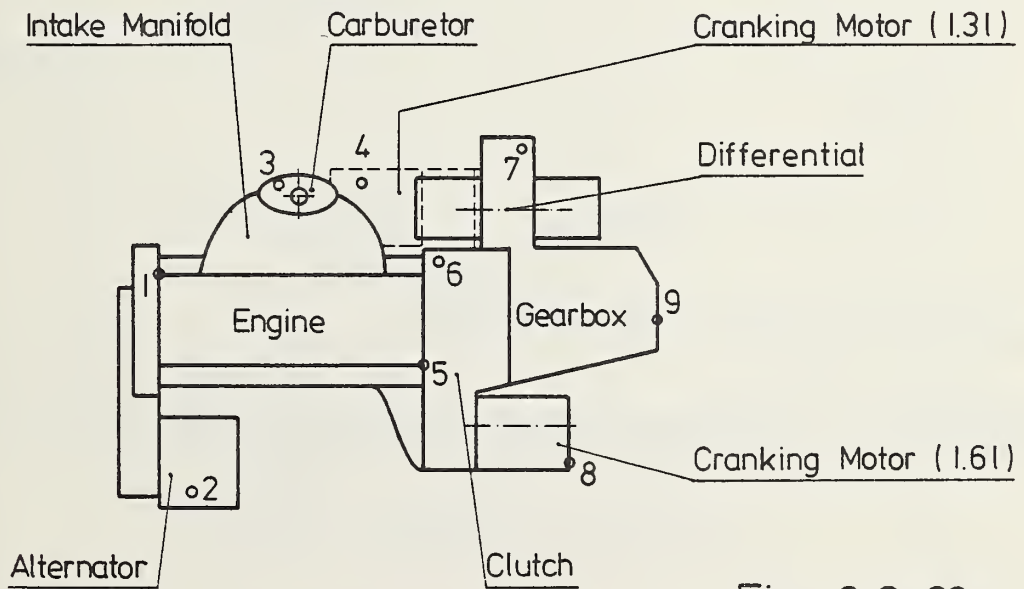 Intake Manifold
Carburetor
Cranking Motor (1.3l)
3
4
7
Differential
1
6
Engine
Gearbox
9
5
2
8
Cranking Motor (1.6l)
Alternator
Clutch